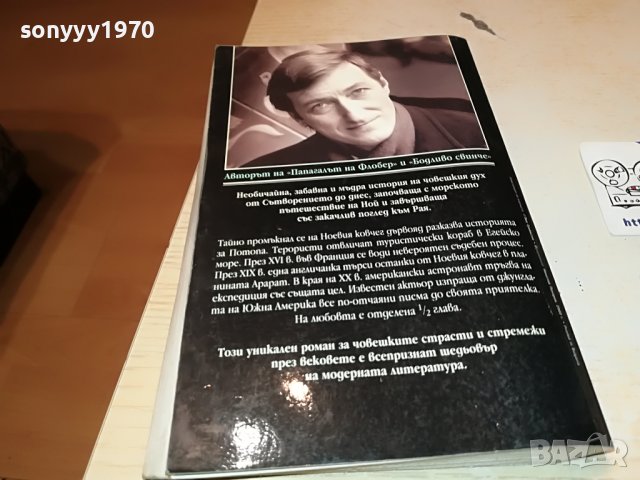 sonyyy1970
Авторът на «Папагалът на Флобер» и «Бодливо свинче»
Необичайна, забавна и мъдра история на човешкия дух
от Сътворението до днес, започваща с морското
пътешествие на Ной и завършваща
със закачлив поглед към Рая.
Тайно промъкнал се на Ноевия ковчег дървояд разказва историята
за Потопа. Терористи отвличат туристически кораб в Егейско
море. През XVI в. във Франция се води невероятен съдебен процес.
През XIX в. една англичанка търси останки от Ноевия ковчег в пла-
нината Арарат. В края на XX в. американски астронавт тръгва на
експедиция със същата цел. Известен актьор изпраща от джунгла-
та на Южна Америка все по-отчаяни писма до своята приятелка.
На любовта е отделена 1/2 глава.
Този уникален роман за човешките страсти и стремежи
през вековете е всепризнат шедьовър
на модерната литература.
BAZAR